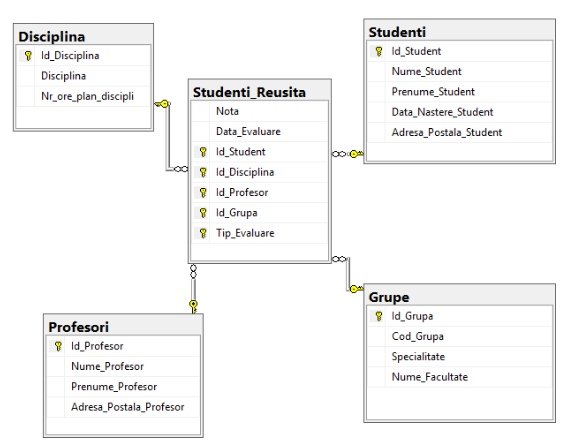 Disciplina
Id_Disciplina
Disciplina
Nr_ore_plan_discipli
Studenti_Reusita
Nota
Data_Evaluare
Id_Student
Id_Disciplina
Id_Profesor
Id_Grupa
Tip_Evaluare
Studenti
Id_Student
Nume_Student
Prenume_Student
Data_Nastere_Student
Adresa_Postala_Student
Profesori
Id_Profesor
Nume_Profesor
Prenume_Profesor
Adresa_Postala_Profesor
Grupe
Id_Grupa
Cod_Grupa
Specialitate
Nume_Facultate